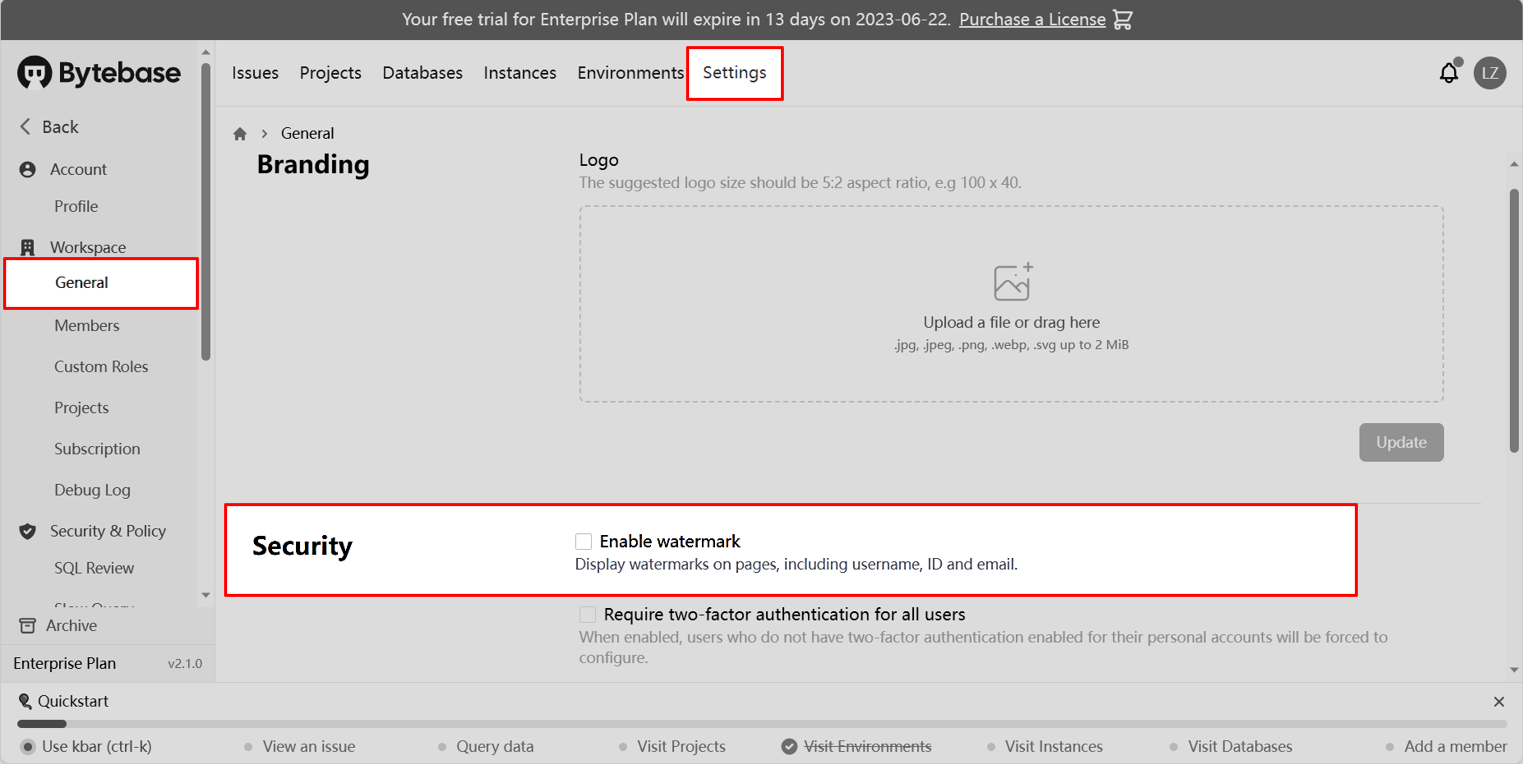 Your free trial for Enterprise Plan will expire in 13 days on 2023-06-22. Purchase a License
Bytebase
Issues Projects Databases Instances Environments Settings
LZ
Back
Account
Profile
Workspace
General
Members
Custom Roles
Projects
Subscription
Debug Log
Security & Policy
SQL Review
Slow Query
Archive
Enterprise Plan v2.1.0
General
Branding
Logo
The suggested logo size should be 5:2 aspect ratio, e.g 100 x 40.
Upload a file or drag here
.jpg, .jpeg, .png, .webp, .svg up to 2 MiB
Update
Security
Enable watermark
Display watermarks on pages, including username, ID and email.
Require two-factor authentication for all users
When enabled, users who do not have two-factor authentication enabled for their personal accounts will be forced to
configure.
Quickstart
Use kbar (ctrl-k) View an issue Query data Visit Projects Visit Environments Visit Instances Visit Databases Add a member